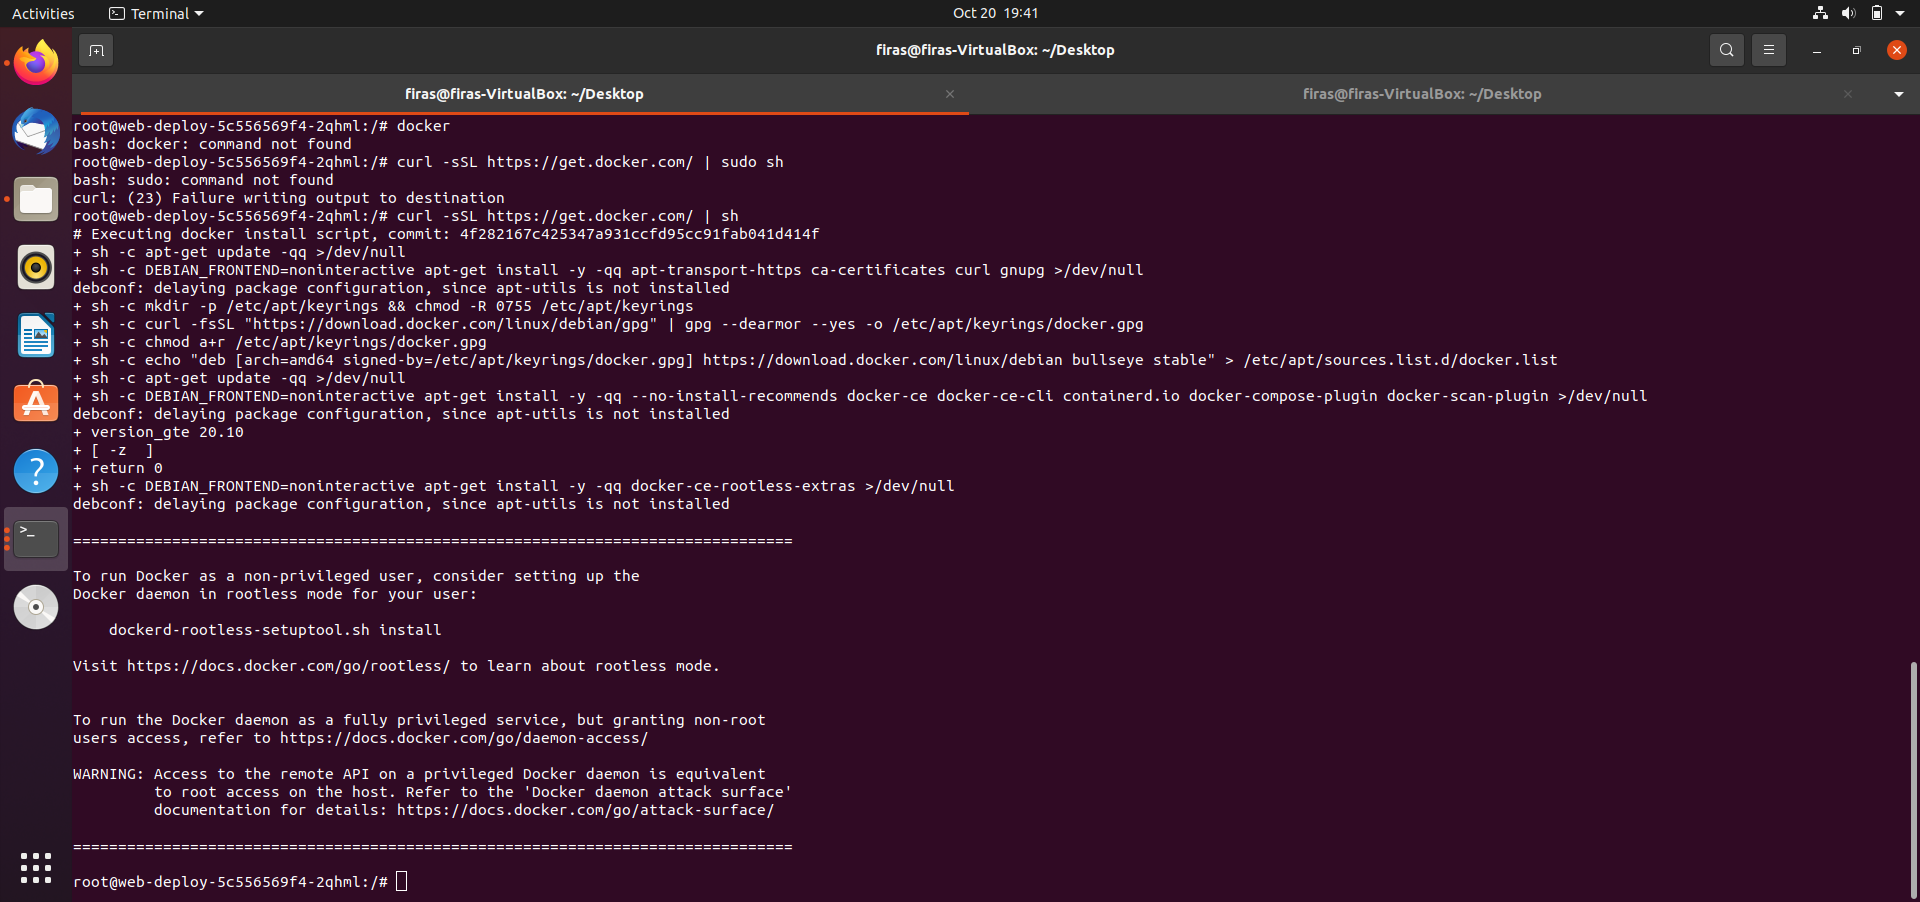 Activities
Terminal
Oct 20 19:41
firas@firas-VirtualBox: ~/Desktop
firas@firas-VirtualBox: ~/Desktop
firas@firas-VirtualBox: ~/Desktop
root@web-deploy-5c556569f4-2qhml:/# docker
bash: docker: command not found
root@web-deploy-5c556569f4-2qhml:/# curl -sSL https://get.docker.com/ | sudo sh
bash: sudo: command not found
curl: (23) Failure writing output to destination
root@web-deploy-5c556569f4-2qhml:/# curl -sSL https://get.docker.com/ | sh
# Executing docker install script, commit: 4f282167c425347a931ccfd95cc91fab041d414f
+ sh -c apt-get update -qq >/dev/null
+ sh -c DEBIAN_FRONTEND=noninteractive apt-get install -y -qq apt-transport-https ca-certificates curl gnupg >/dev/null
debconf: delaying package configuration, since apt-utils is not installed
+ sh -c mkdir -p /etc/apt/keyrings && chmod -R 0755 /etc/apt/keyrings
+ sh -c curl -fsSL "https://download.docker.com/linux/debian/gpg" | gpg --dearmor --yes -o /etc/apt/keyrings/docker.gpg
+ sh -c chmod a+r /etc/apt/keyrings/docker.gpg
+ sh -c echo "deb [arch=amd64 signed-by=/etc/apt/keyrings/docker.gpg] https://download.docker.com/linux/debian bullseye stable" > /etc/apt/sources.list.d/docker.list
+ sh -c apt-get update -qq >/dev/null
+ sh -c DEBIAN_FRONTEND=noninteractive apt-get install -y -qq --no-install-recommends docker-ce docker-ce-cli containerd.io docker-compose-plugin docker-scan-plugin >/dev/null
debconf: delaying package configuration, since apt-utils is not installed
+ version_gte 20.10
+ [ -z  ]
+ return 0
+ sh -c DEBIAN_FRONTEND=noninteractive apt-get install -y -qq docker-ce-rootless-extras >/dev/null
debconf: delaying package configuration, since apt-utils is not installed
================================================================================
To run Docker as a non-privileged user, consider setting up the
Docker daemon in rootless mode for your user:
dockerd-rootless-setuptool.sh install
Visit https://docs.docker.com/go/rootless/ to learn about rootless mode.
To run the Docker daemon as a fully privileged service, but granting non-root
users access, refer to https://docs.docker.com/go/daemon-access/
WARNING: Access to the remote API on a privileged Docker daemon is equivalent
to root access on the host. Refer to the 'Docker daemon attack surface'
documentation for details: https://docs.docker.com/go/attack-surface/
================================================================================
root@web-deploy-5c556569f4-2qhml:/#